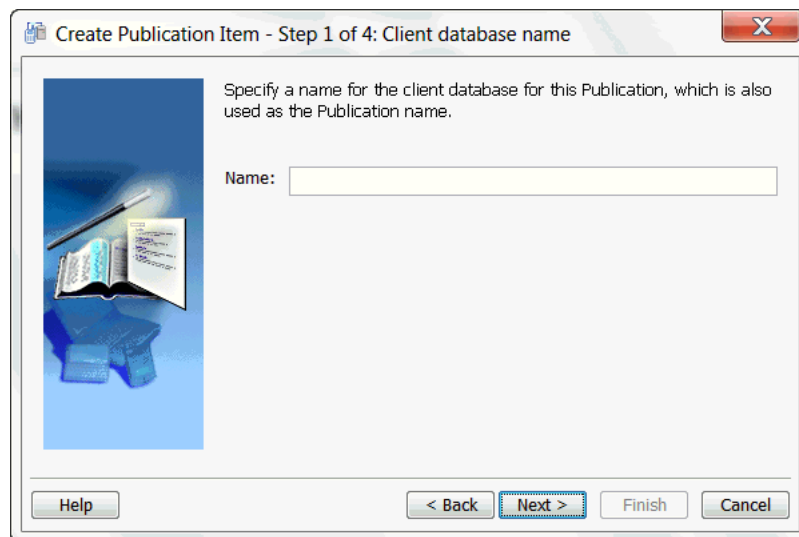 Create Publication Item - Step 1 of 4: Client database name
Specify a name for the client database for this Publication, which is also
used as the Publication name.
Name:
Help
< Back
Next >
Finish
Cancel